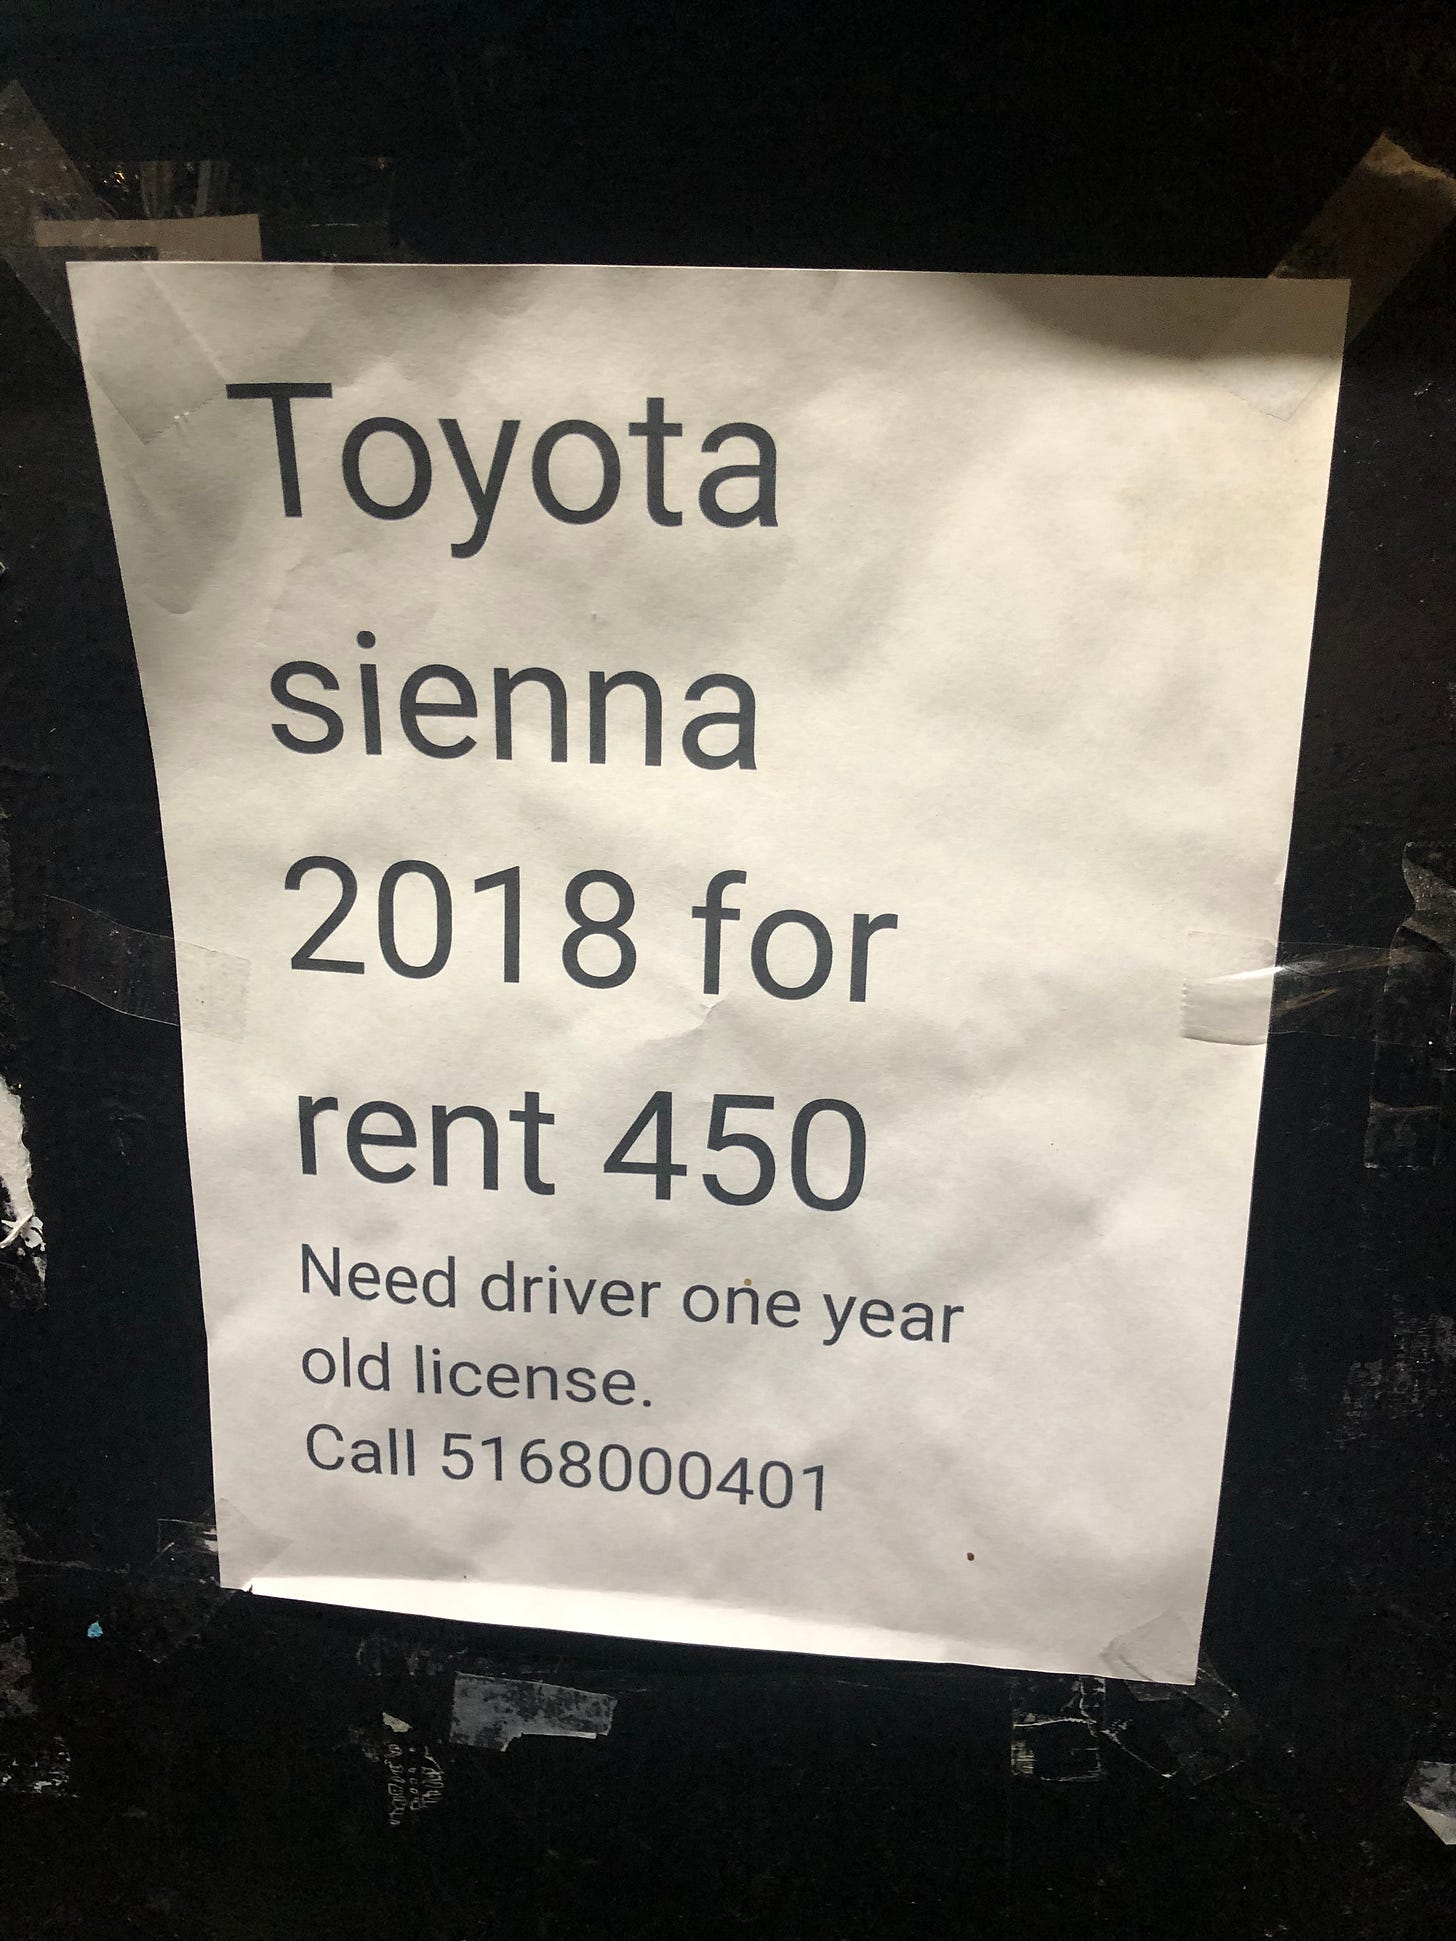 Toyota
sienna
2018 for
rent 450
Need driver one year
old license.
Call 5168000401